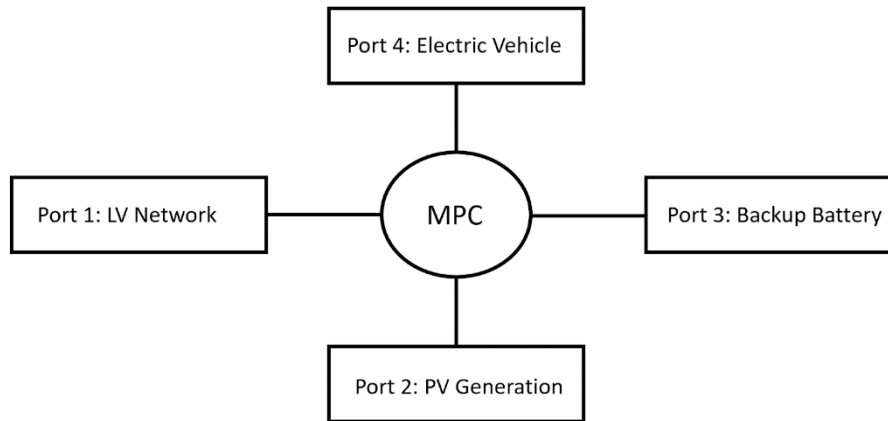 Port 4: Electric Vehicle
Port 1: LV Network
MPC
Port 3: Backup Battery
Port 2: PV Generation